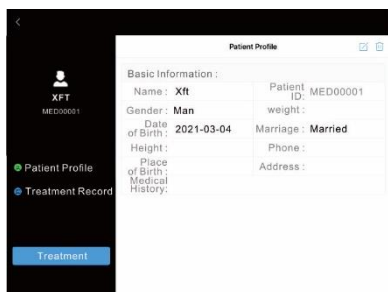 XFT
MED00001
Patient Profile
Treatment Record
Treatment
Patient Profile
Basic Information :
Name : Xft
Patient ID: MED00001
Gender : Man
weight :
Date of Birth : 2021-03-04
Marriage : Married
Height :
Phone :
Place of Birth :
Address :
Medical History: